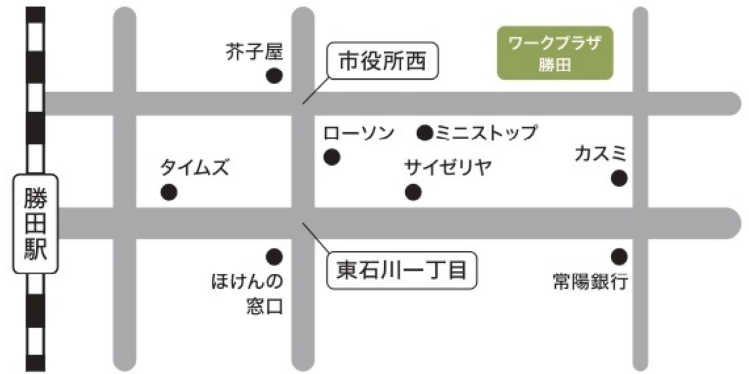 芥子屋
市役所西
ワークプラザ
勝田
ローソン
ミニストップ
タイムズ
サイゼリヤ
カスミ
勝田駅
東石川一丁目
ほけんの
窓口
常陽銀行